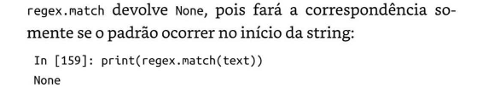 regex.match devolve None, pois fará a correspondência so-
mente se o padrão ocorrer no início da string:
In [159]: print(regex.match(text))
None